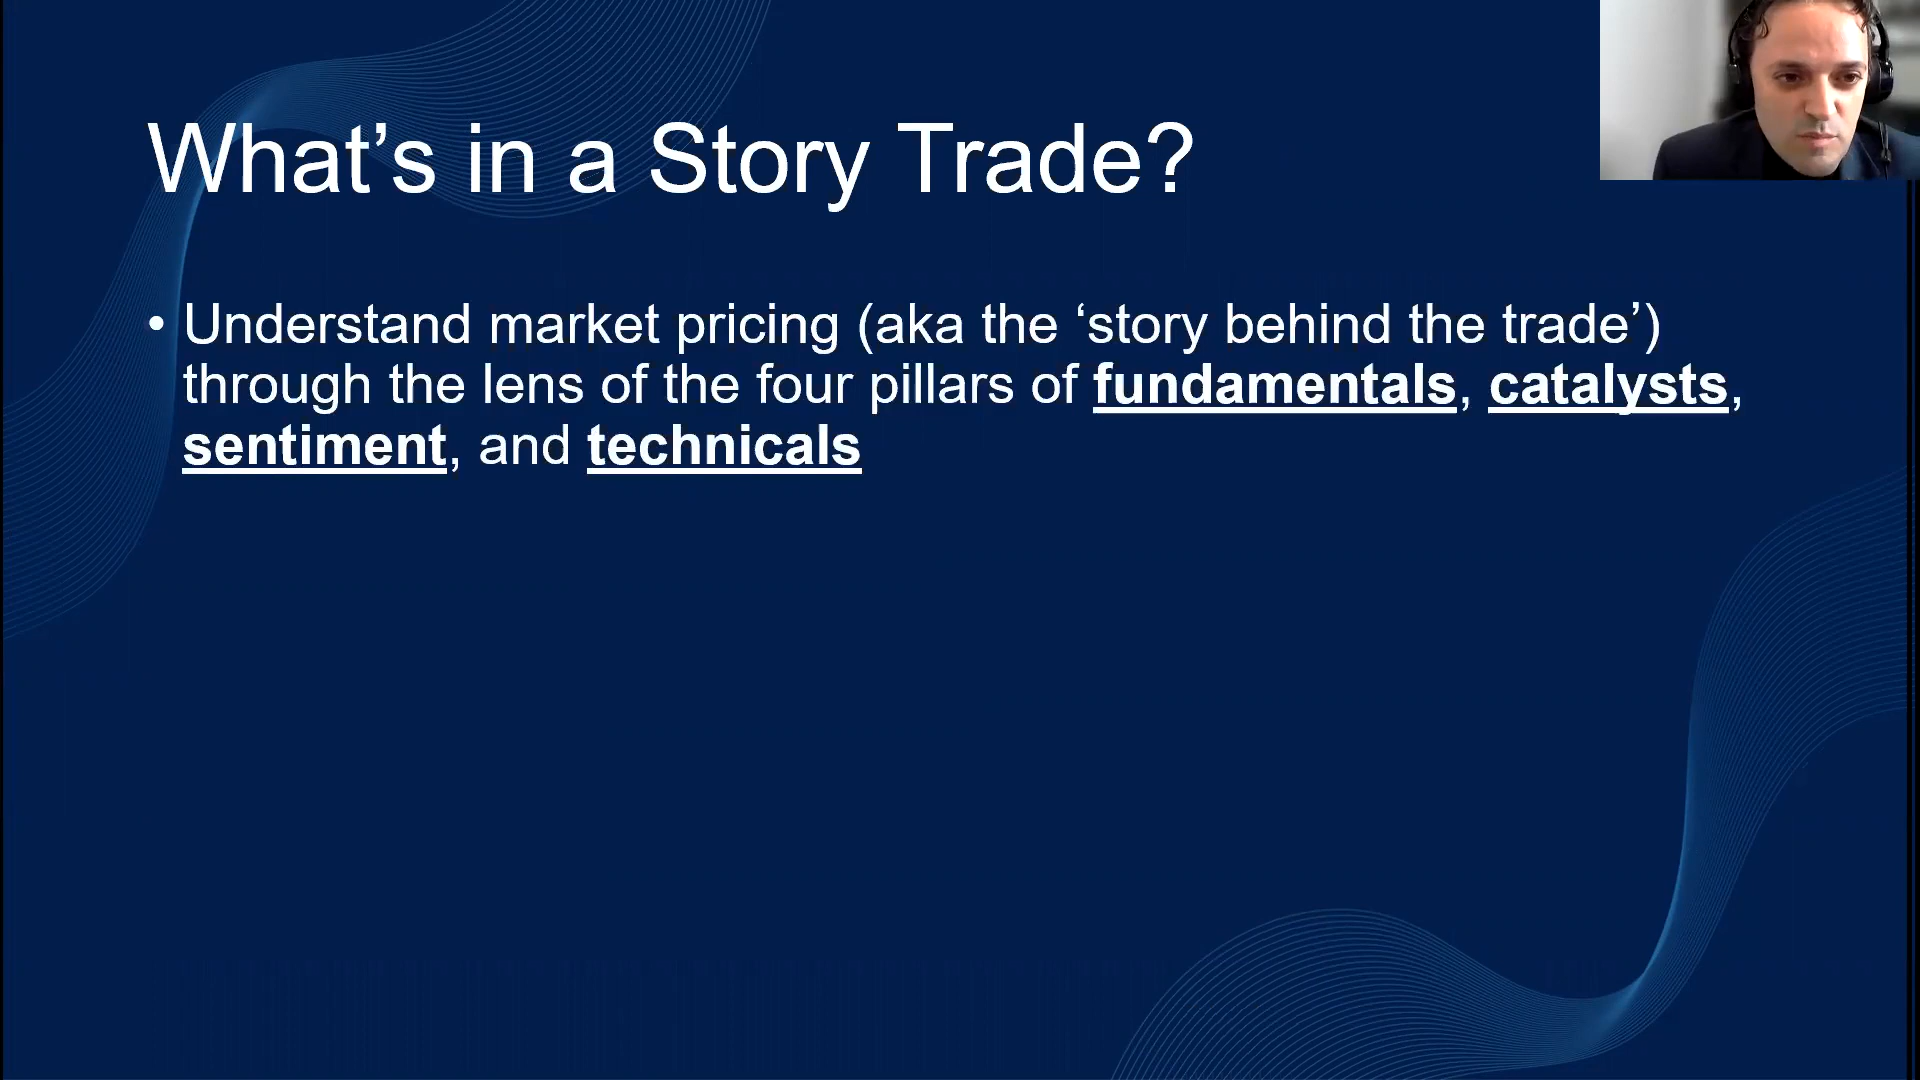 What’s in a Story Trade?
• Understand market pricing (aka the ‘story behind the trade’)
through the lens of the four pillars of fundamentals, catalysts,
sentiment, and technicals